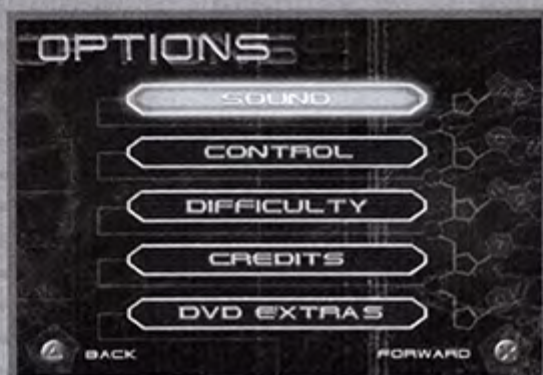 OPTIONS
SOUND
CONTROL
DIFFICULTY
CREDITS
DVD EXTRAS
BACK
FORWARD